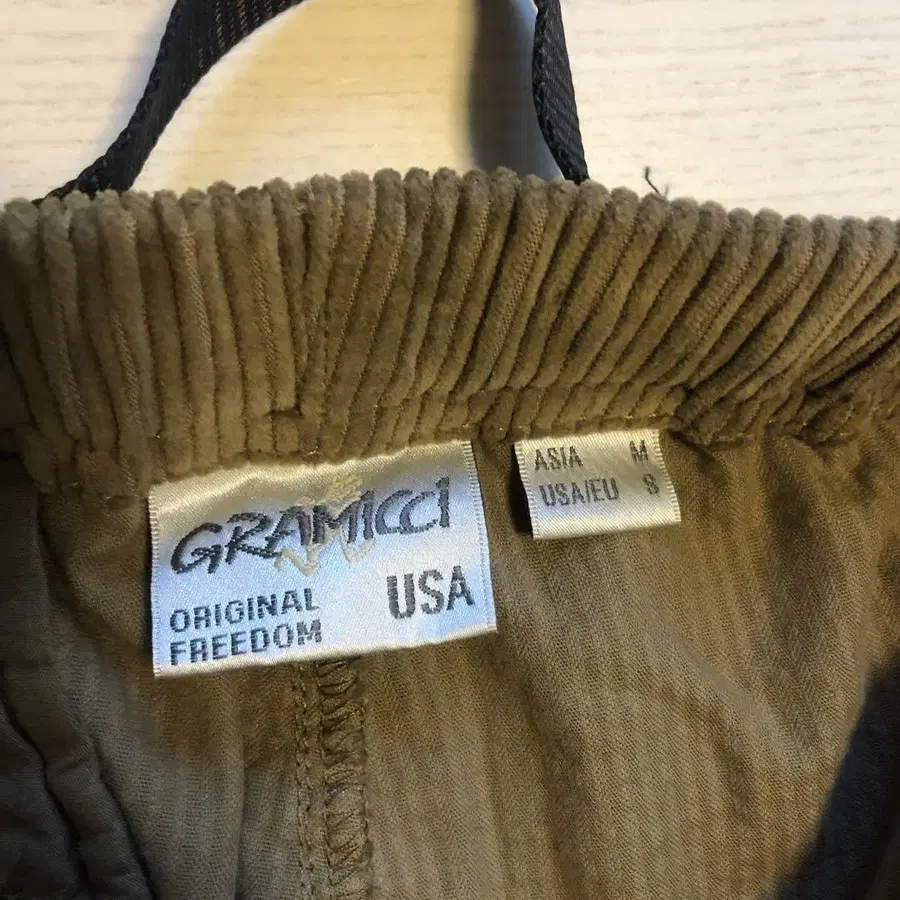 GRAMICCI
ORIGINAL
FREEDOM
USA
ASIA M
USA/EU S